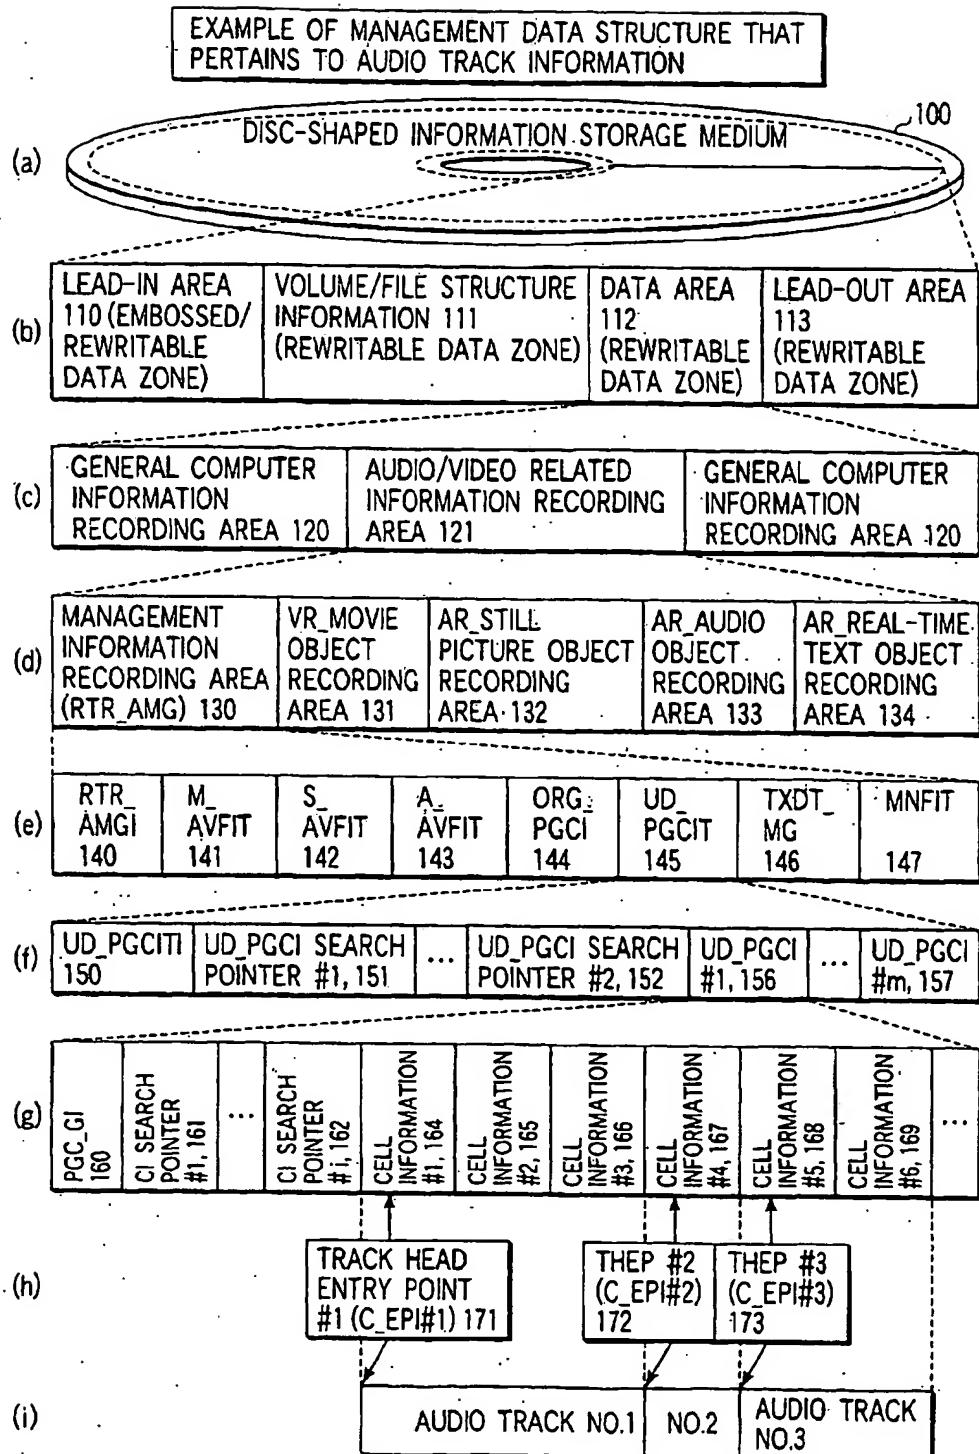 EXAMPLE OF MANAGEMENT DATA STRUCTURE THAT
PERTAINS TO AUDIO TRACK INFORMATION
100
DISC-SHAPED INFORMATION STORAGE MEDIUM
(a)
(b)
LEAD-IN AREA
110 (EMBOSSED/
REWRITABLE
DATA ZONE)
VOLUME/FILE STRUCTURE
INFORMATION 111
(REWRITABLE DATA ZONE)
DATA AREA
112
(REWRITABLE
DATA ZONE)
LEAD-OUT AREA
113
(REWRITABLE
DATA ZONE)
(c)
GENERAL COMPUTER
INFORMATION
RECORDING AREA 120
AUDIO/VIDEO RELATED
INFORMATION RECORDING
AREA 121
GENERAL COMPUTER
INFORMATION
RECORDING AREA 120
(d)
MANAGEMENT
INFORMATION
RECORDING AREA
(RTR_AMG) 130
VR_MOVIE
OBJECT
RECORDING
AREA 131
AR_STILL
PICTURE OBJECT
RECORDING
AREA 132
AR_AUDIO
OBJECT
RECORDING
AREA 133
AR_REAL-TIME
TEXT OBJECT
RECORDING
AREA 134
(e)
RTR_
AMGI
140
M_
AVFIT
141
S_
AVFIT
142
A_
AVFIT
143
ORG_
PGCI
144
UD_
PGCIT
145
TXDT_
MG
146
MNFIT
147
(f)
UD_PGCITI
150
UD_PGCI SEARCH
POINTER #1, 151
...
UD_PGCI SEARCH
POINTER #2, 152
UD_PGCI
#1, 156
...
UD_PGCI
#m, 157
(g)
PGC_GI
160
CI SEARCH
POINTER
#1, 161
...
CI SEARCH
POINTER
#i, 162
CELL
INFORMATION
#1, 164
CELL
INFORMATION
#2, 165
CELL
INFORMATION
#3, 166
CELL
INFORMATION
#4, 167
CELL
INFORMATION
#5, 168
CELL
INFORMATION
#6, 169
...
(h)
TRACK HEAD
ENTRY POINT
#1 (C_EPI#1) 171
THEP #2
(C_EPI#2)
172
THEP #3
(C_EPI#3)
173
(i)
AUDIO TRACK NO.1
NO.2
AUDIO TRACK
NO.3